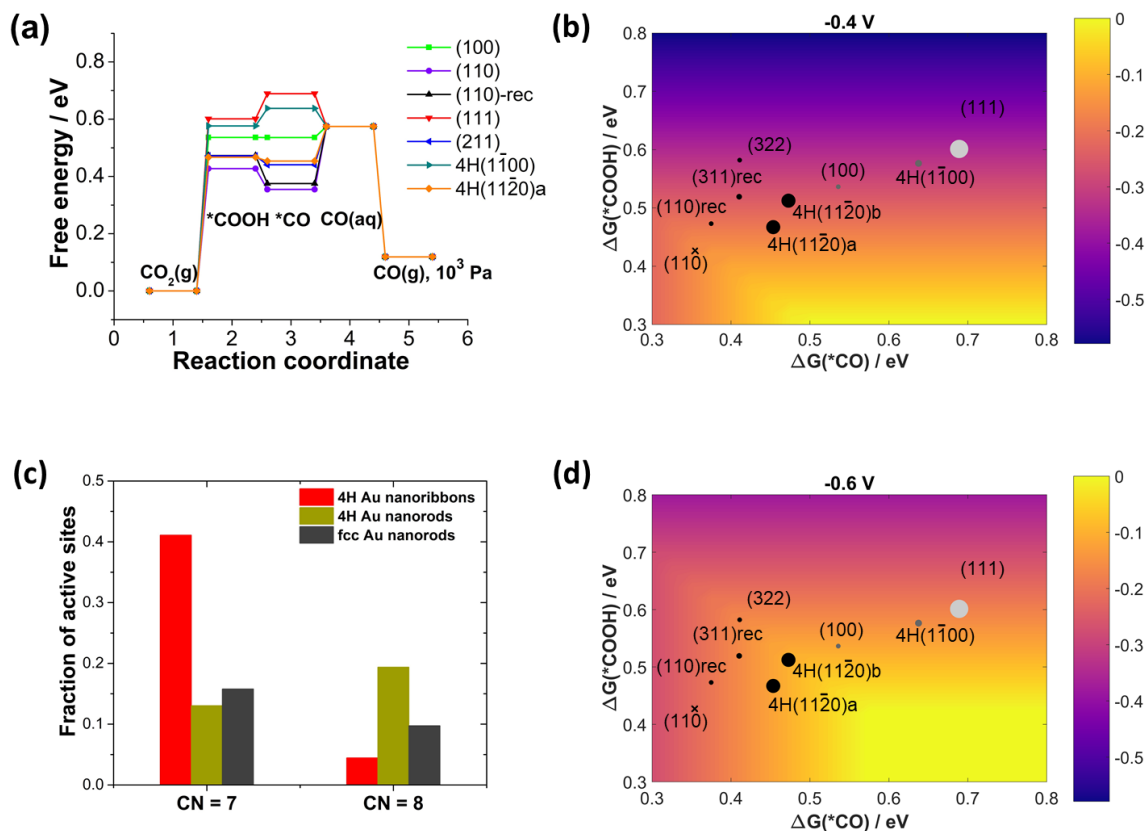 (a)
Free energy / eV
0.8
0.6
0.4
0.2
0.0
0 1 2 3 4 5 6
Reaction coordinate
CO₂(g)
*COOH *CO CO(aq)
CO(g), 10³ Pa
(100)
(110)
(110)-rec
(111)
(211)
4H(11̅00)
4H(112̅0)a
(b)
-0.4 V
ΔG(*COOH) / eV
0.8
0.7
0.6
0.5
0.4
0.3
0.3 0.4 0.5 0.6 0.7 0.8
ΔG(*CO) / eV
(111)
(322)
(100)
4H(11̅00)
(311)rec
(110)rec
4H(112̅0)b
4H(112̅0)a
(110)
0
-0.1
-0.2
-0.3
-0.4
-0.5
(c)
Fraction of active sites
0.5
0.4
0.3
0.2
0.1
0.0
CN = 7 CN = 8
4H Au nanoribbons
4H Au nanorods
fcc Au nanorods
(d)
-0.6 V
ΔG(*COOH) / eV
0.8
0.7
0.6
0.5
0.4
0.3
0.3 0.4 0.5 0.6 0.7 0.8
ΔG(*CO) / eV
(111)
(322)
(100)
4H(11̅00)
(311)rec
(110)rec
4H(112̅0)b
4H(112̅0)a
(110)
0
-0.1
-0.2
-0.3
-0.4
-0.5